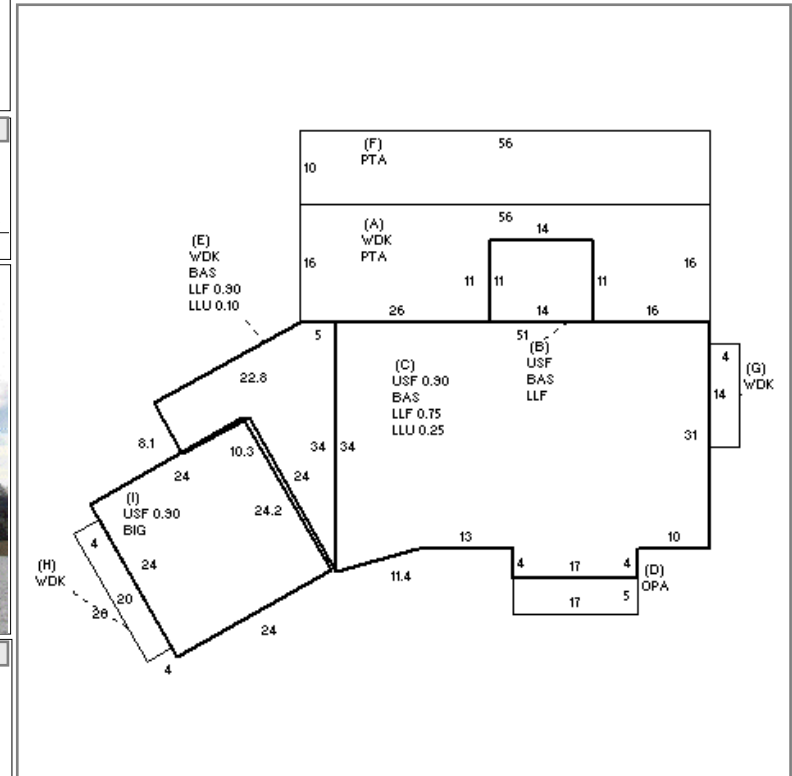 (F)
PTA
56
10
(A)
WDK
PTA
56
14
16
16
11
11
11
26
14
16
(E)
WDK
BAS
LLF 0.90
LLU 0.10
5
51
(B)
USF
BAS
LLF
22.8
(C)
USF 0.90
BAS
LLF 0.75
LLU 0.25
4
(G)
WDK
14
31
8.1
10.3
34
34
24
24
(I)
USF 0.90
BIG
24.2
4
24
(H)
WDK
20
28
24
4
11.4
13
4
17
4
10
(D)
OPA
17
5